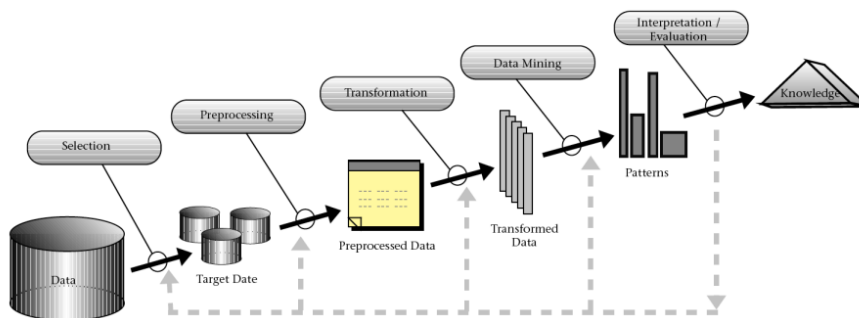 Interpretation /
Evaluation
Data Mining
Transformation
Preprocessing
Selection
Knowledge
Patterns
Transformed
Data
Preprocessed Data
Target Date
Data